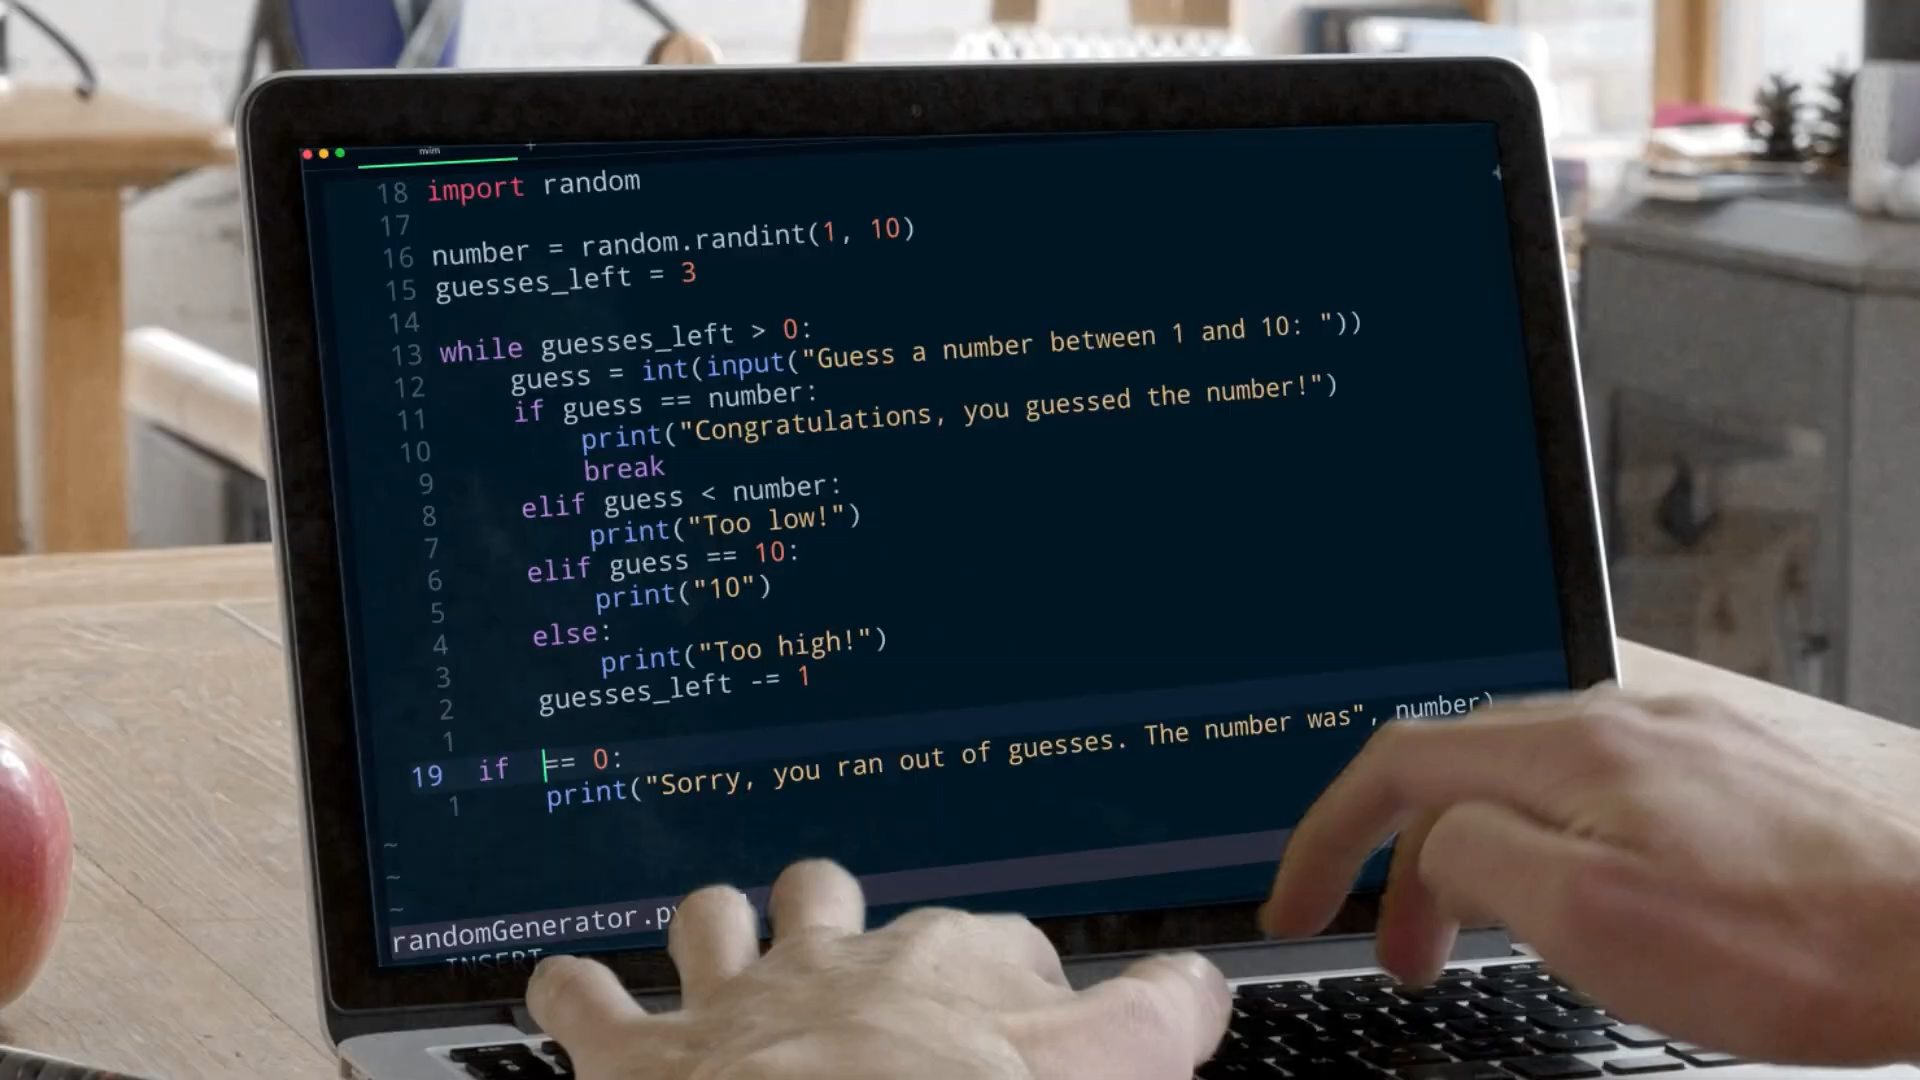 nvim +
18 import random
17
16 number = random.randint(1, 10)
15 guesses_left = 3
14
13 while guesses_left > 0:
12 guess = int(input("Guess a number between 1 and 10: "))
11 if guess == number:
10 print("Congratulations, you guessed the number!")
9 break
8 elif guess < number:
7 print("Too low!")
6 elif guess == 10:
5 print("10")
4 else:
3 print("Too high!")
2 guesses_left -= 1
1
19 if == 0:
1 print("Sorry, you ran out of guesses. The number was", number)
~
~
~
randomGenerator.py
INSERT